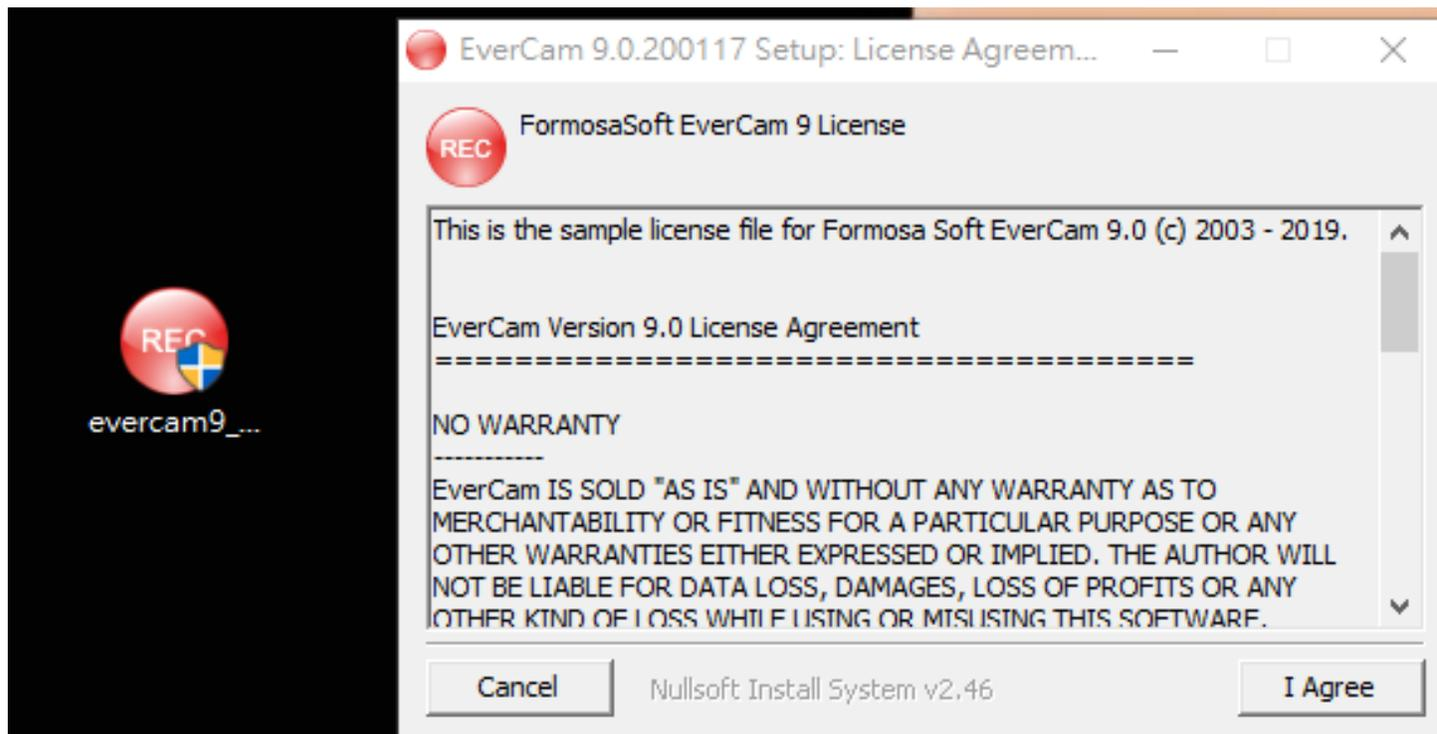 EverCam 9.0.200117 Setup: License Agreem...
REC
FormosaSoft EverCam 9 License
This is the sample license file for Formosa Soft EverCam 9.0 (c) 2003 - 2019.
EverCam Version 9.0 License Agreement
======================================
NO WARRANTY
-----------
EverCam IS SOLD "AS IS" AND WITHOUT ANY WARRANTY AS TO
MERCHANTABILITY OR FITNESS FOR A PARTICULAR PURPOSE OR ANY
OTHER WARRANTIES EITHER EXPRESSED OR IMPLIED. THE AUTHOR WILL
NOT BE LIABLE FOR DATA LOSS, DAMAGES, LOSS OF PROFITS OR ANY
OTHER KIND OF LOSS WHILE USING OR MISUSING THIS SOFTWARE.
Cancel
Nullsoft Install System v2.46
I Agree
REC
evercam9_...